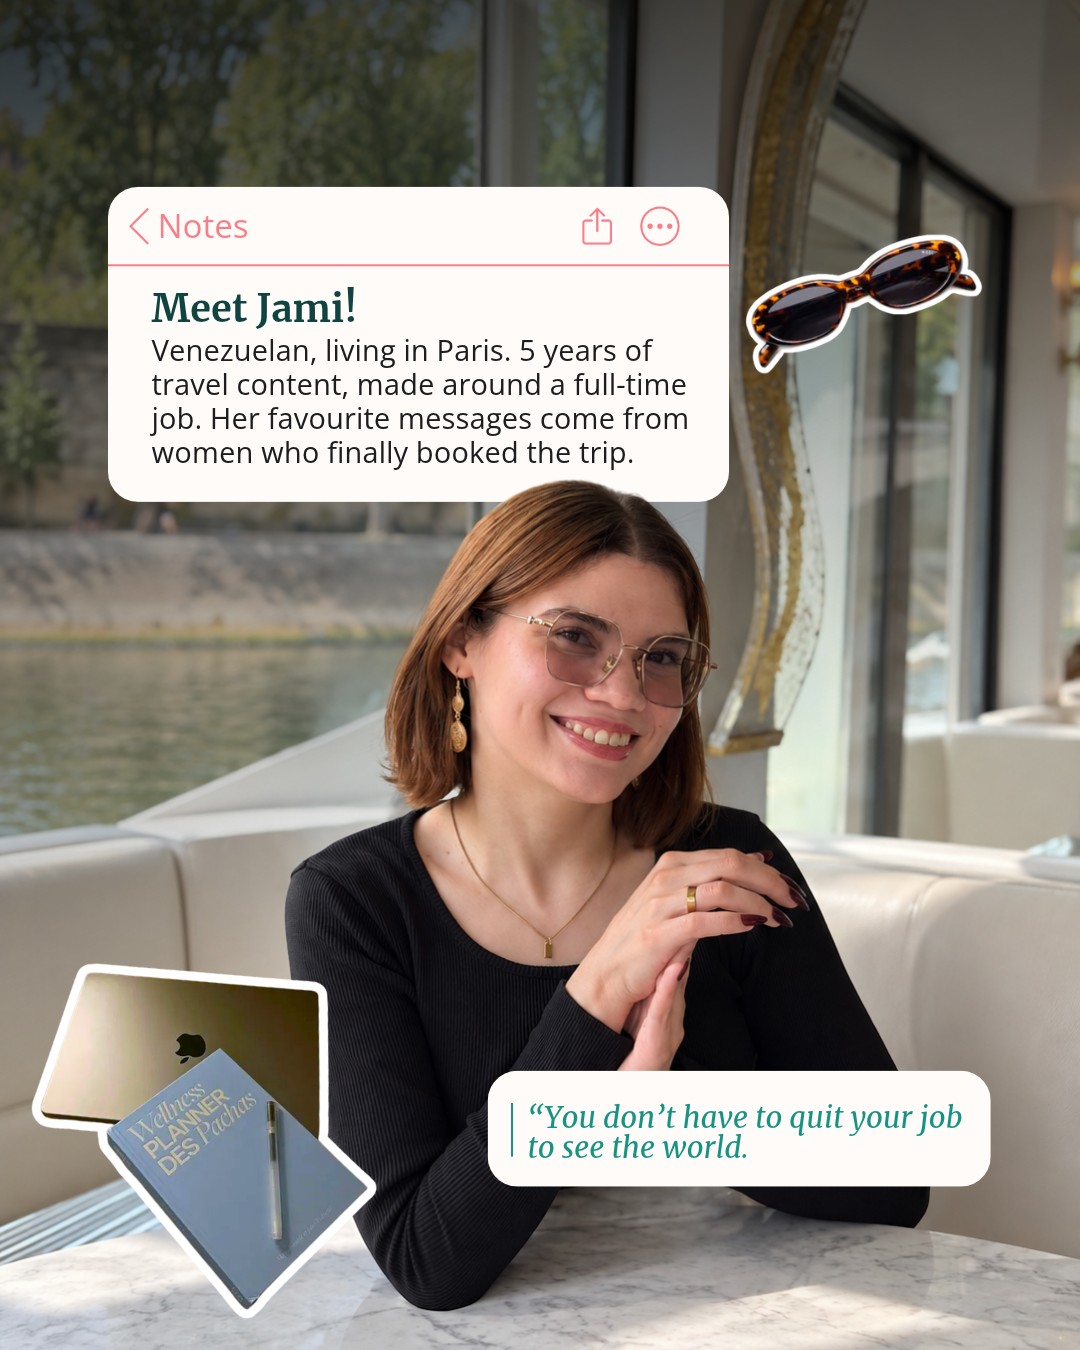 Notes
Meet Jami!
Venezuelan, living in Paris. 5 years of
travel content, made around a full-time
job. Her favourite messages come from
women who finally booked the trip.
Wellness
PLANNER
DES Pachas
“You don’t have to quit your job
to see the world.